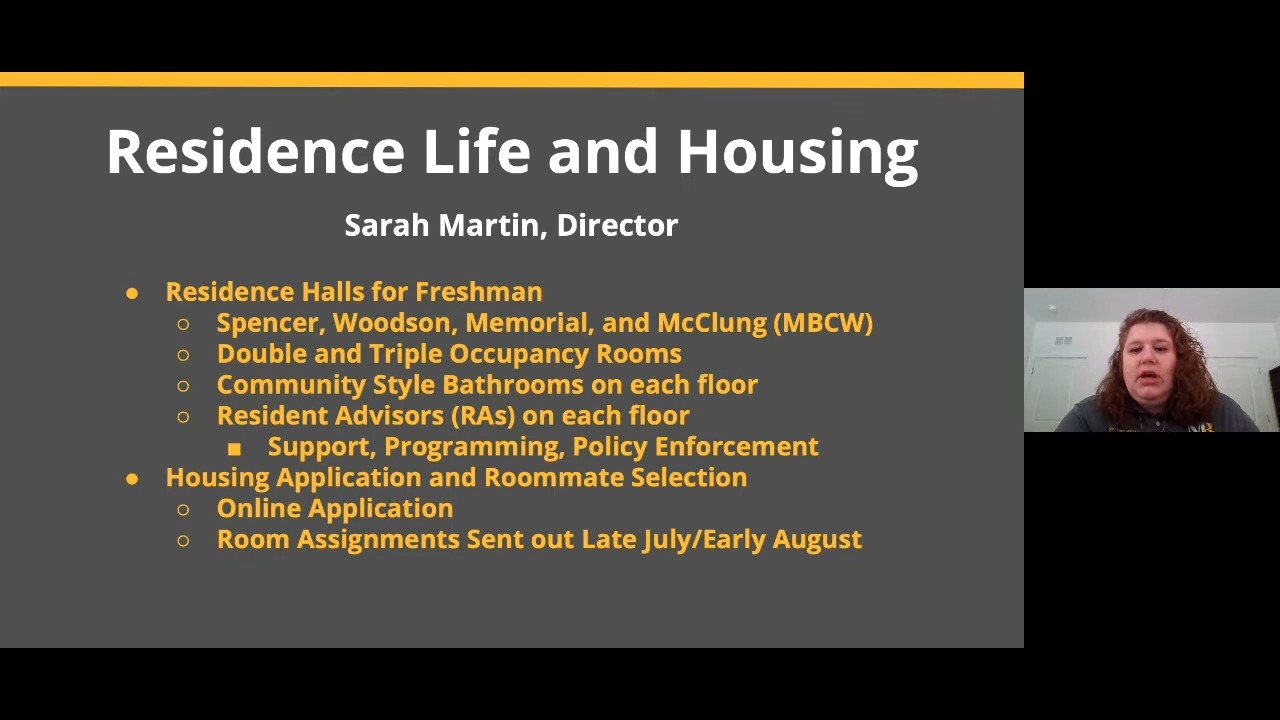 Residence Life and Housing
Sarah Martin, Director
● Residence Halls for Freshman
○ Spencer, Woodson, Memorial, and McClung (MBCW)
○ Double and Triple Occupancy Rooms
○ Community Style Bathrooms on each floor
○ Resident Advisors (RAs) on each floor
■ Support, Programming, Policy Enforcement
● Housing Application and Roommate Selection
○ Online Application
○ Room Assignments Sent out Late July/Early August